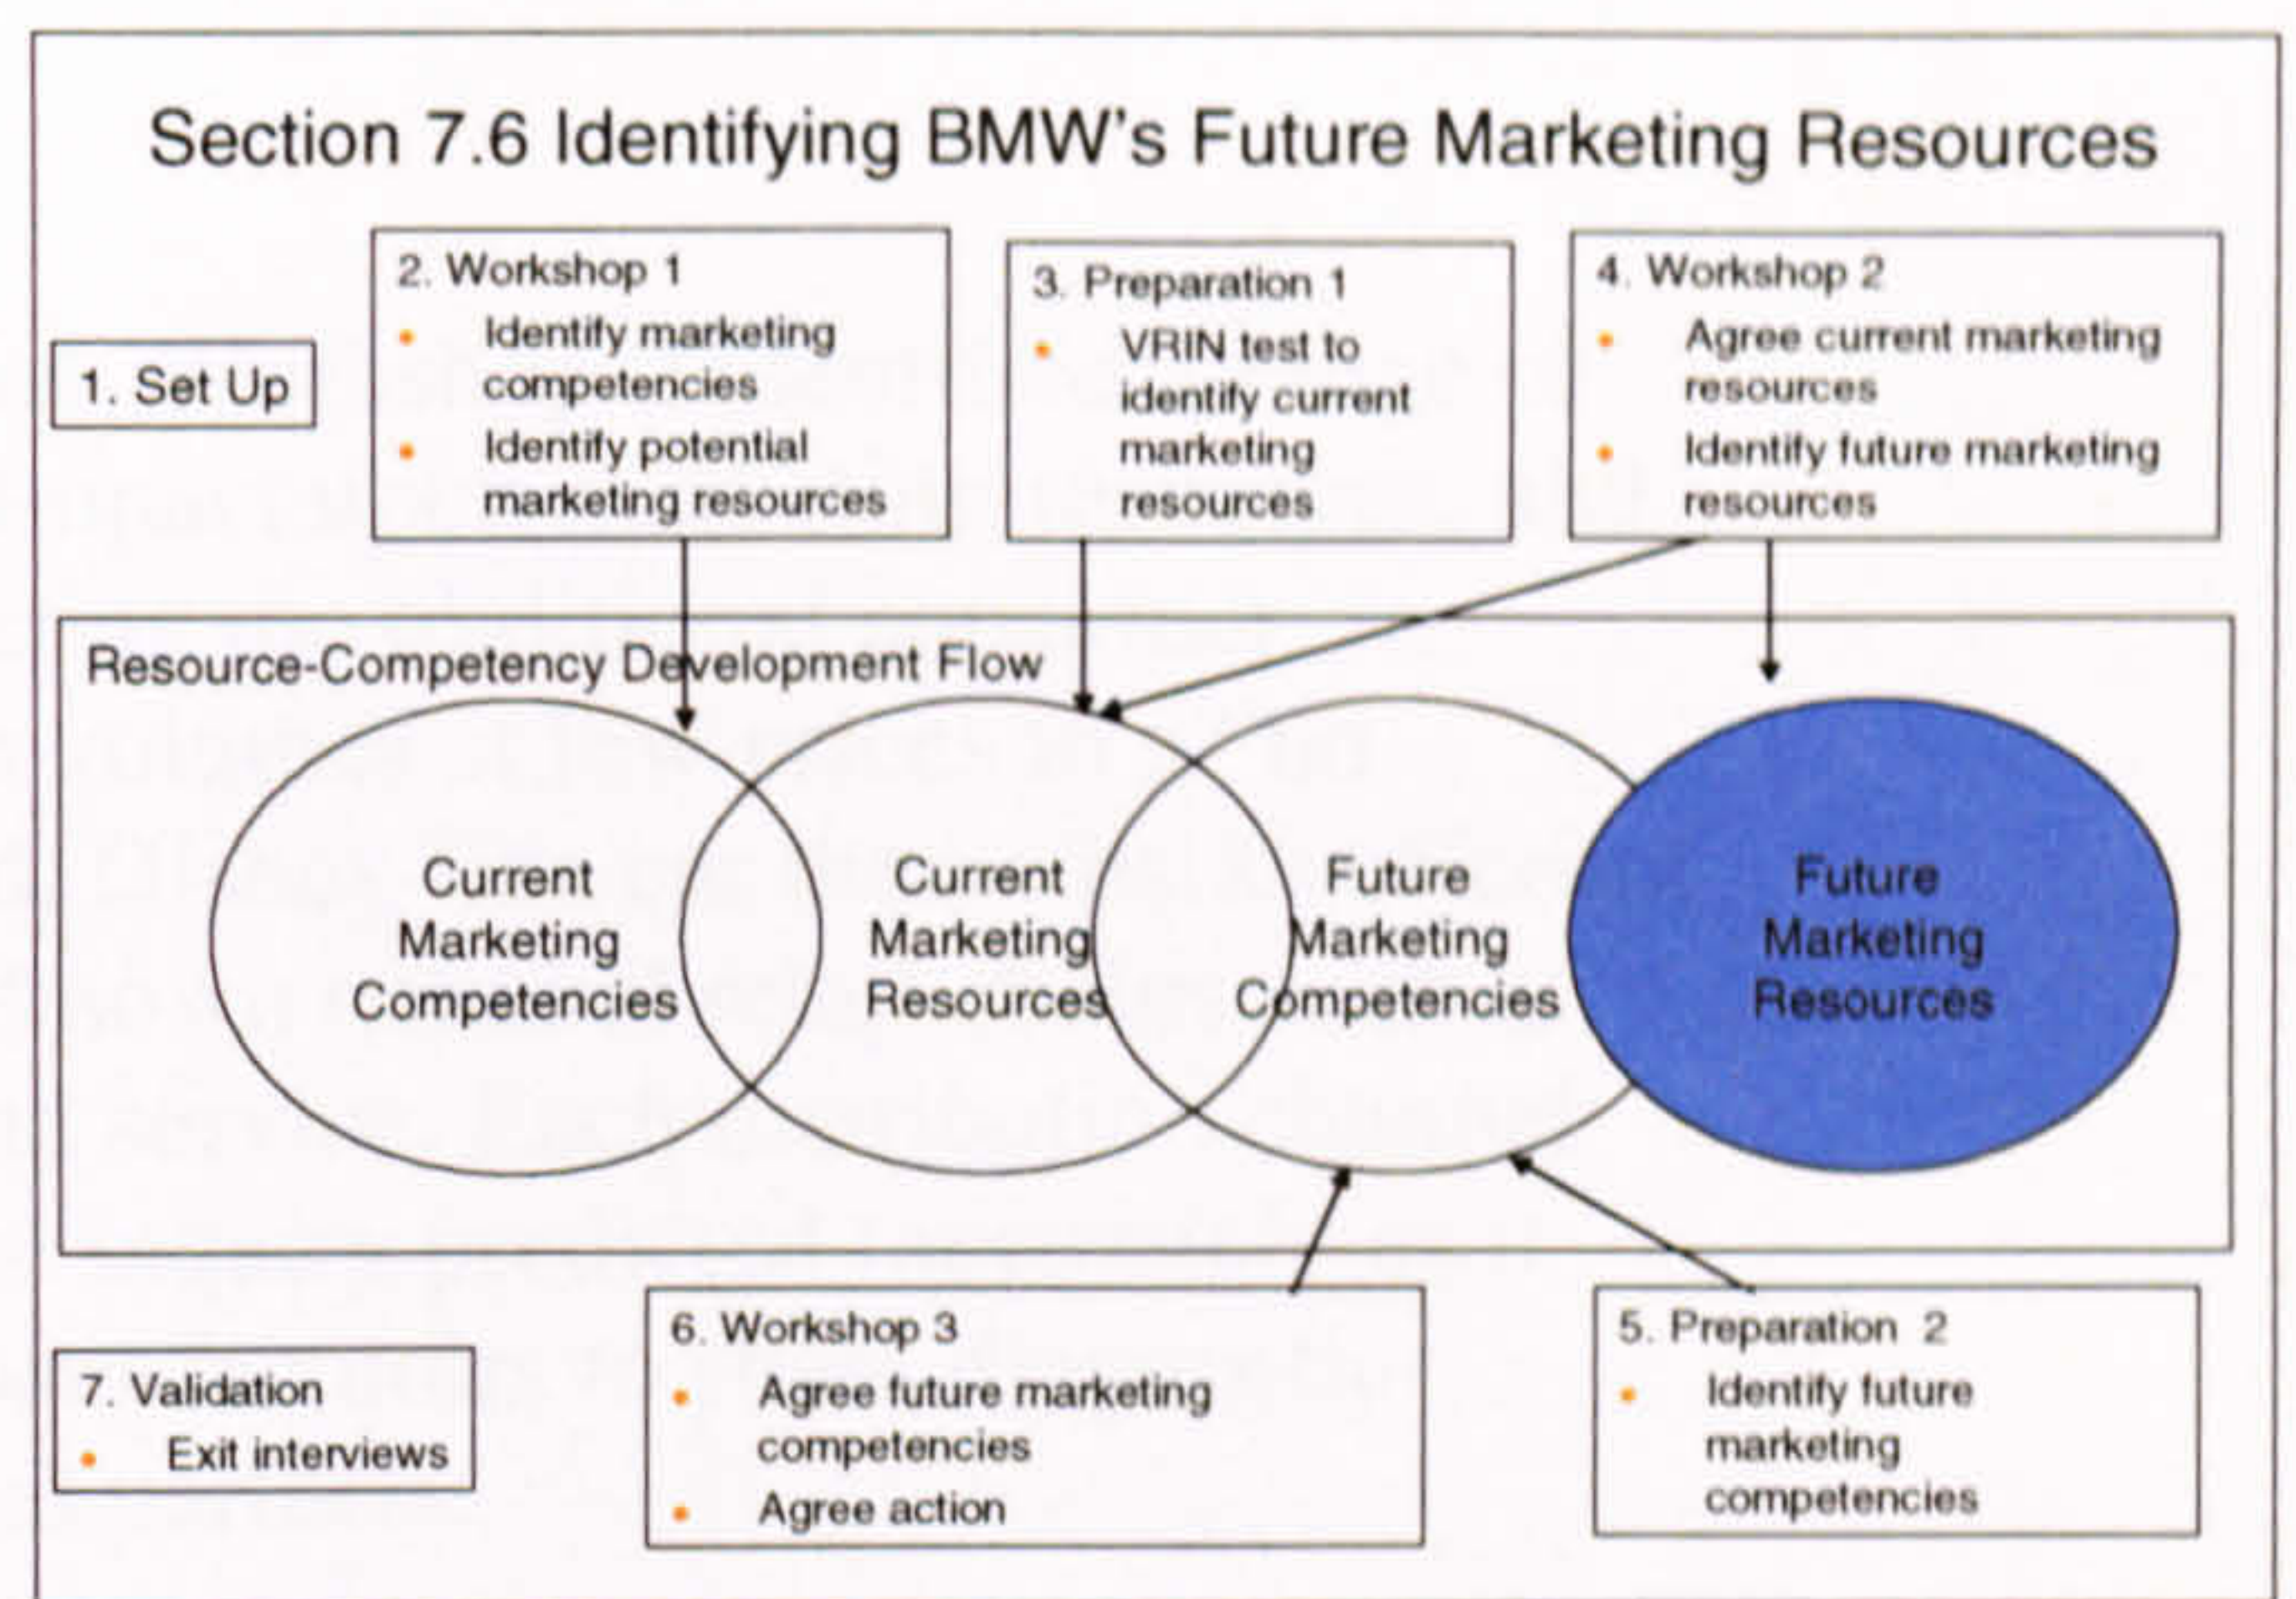 Section 7.6 Identifying BMW's Future Marketing Resources
1. Set Up
2. Workshop 1
• Identify marketing
competencies
• Identify potential
marketing resources
3. Preparation 1
• VRIN test to
identify current
marketing
resources
4. Workshop 2
• Agree current marketing
resources
• Identify future marketing
resources
Resource-Competency Development Flow
Current
Marketing
Competencies
Current
Marketing
Resources
Future
Marketing
Competencies
Future
Marketing
Resources
7. Validation
• Exit interviews
6. Workshop 3
• Agree future marketing
competencies
• Agree action
5. Preparation 2
• Identify future
marketing
competencies